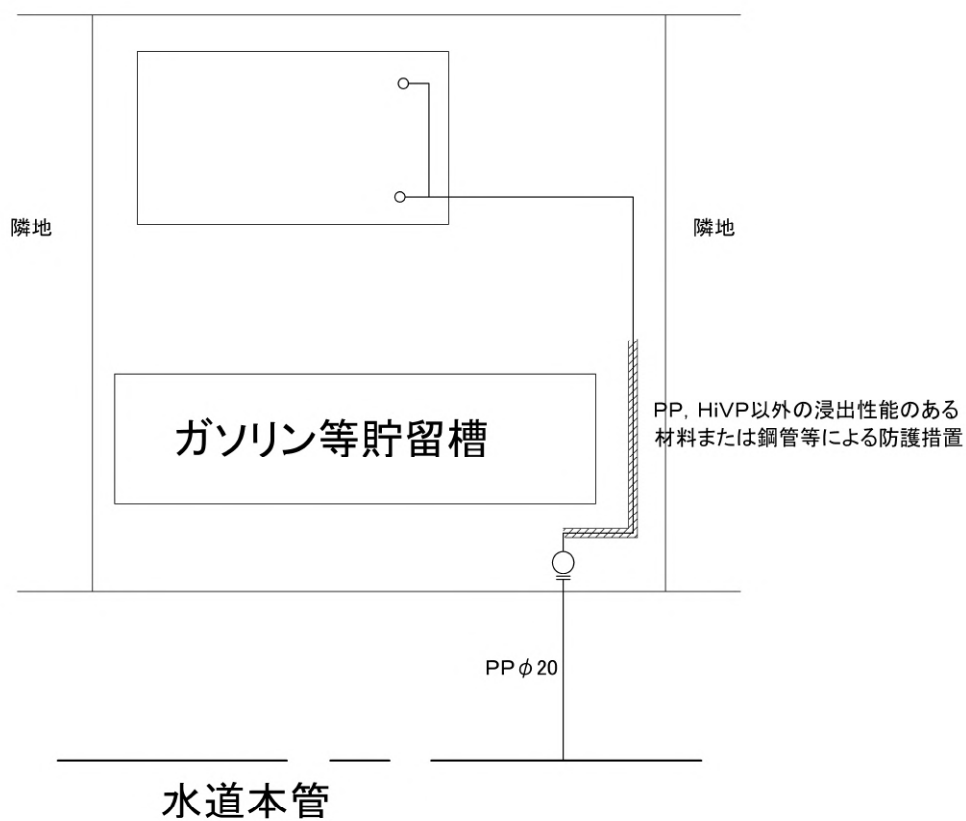 隣地
隣地
ガソリン等貯留槽
PP, HiVP以外の浸出性能のある
材料または鋼管等による防護措置
PPφ20
水道本管